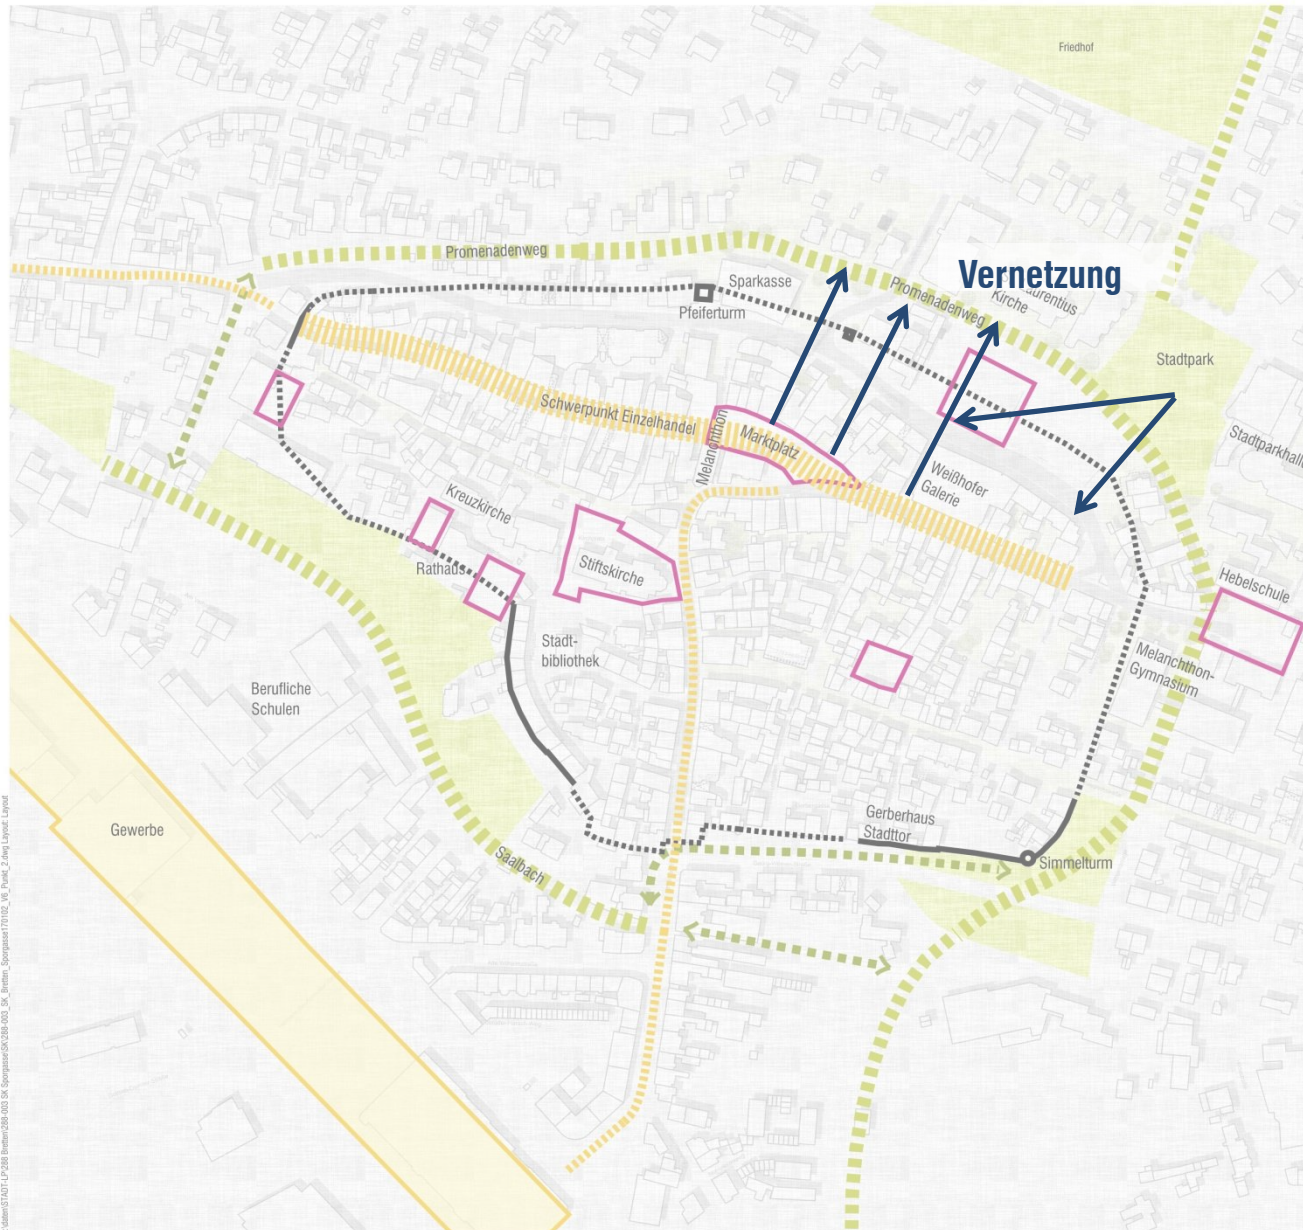 Friedhof
Promenadenweg
Sparkasse
Pfeiferturm
Vernetzung
Promenadenweg
Kirche
Stadtpark
Schwerpunkt Einzelhandel
Melanchthon
Marktplatz
Weißhofer
Galerie
Kreuzkirche
Rathaus
Stiftskirche
Hebelschule
Stadt-
bibliothek
Melanchthon-
Gymnasium
Berufliche
Schulen
Gewerbe
Gerberhaus
Stadttor
Simmelturm
Saalbach